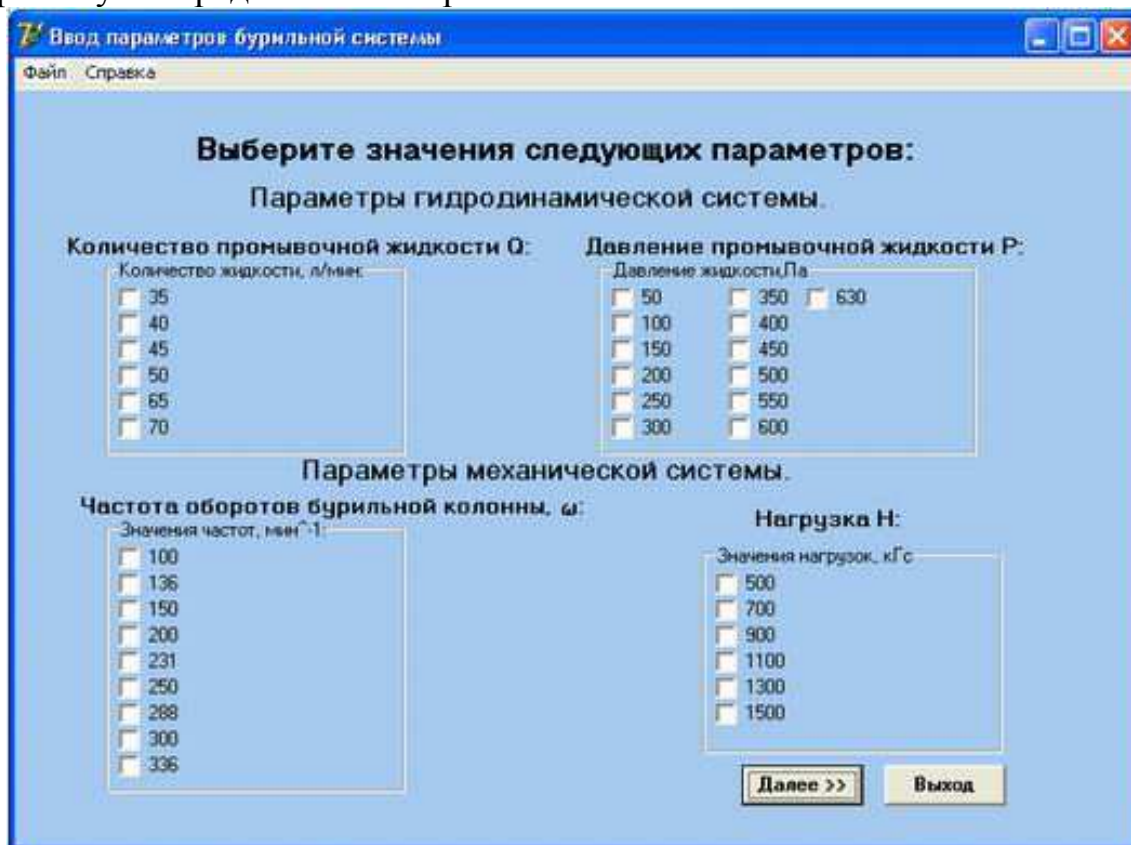 Ввод параметров бурильной системы
Файл Справка
Выберите значения следующих параметров:
Параметры гидродинамической системы.
Количество промывочной жидкости Q:
Количество жидкости, л/мин:
35
40
45
50
65
70
Давление промывочной жидкости P:
Давление жидкости,Па
50 350 630
100 400
150 450
200 500
250 550
300 600
Параметры механической системы.
Частота оборотов бурильной колонны, ω:
Значения частот, мин^-1:
100
136
150
200
231
250
288
300
336
Нагрузка H:
Значения нагрузок, кГс
500
700
900
1100
1300
1500
Далее >> Выход